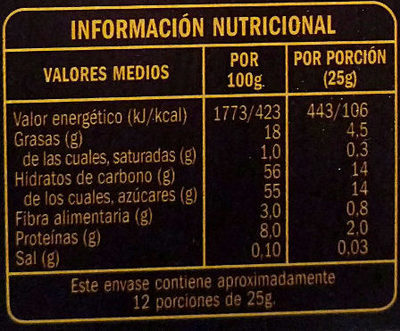 INFORMACIÓN NUTRICIONAL
VALORES MEDIOS POR 100g. POR PORCIÓN (25g)
Valor energético (kJ/kcal) 1773/423 443/106
Grasas (g) 18 4,5
de las cuales, saturadas (g) 1,0 0,3
Hidratos de carbono (g) 56 14
de los cuales, azúcares (g) 55 14
Fibra alimentaria (g) 3,0 0,8
Proteínas (g) 8,0 2,0
Sal (g) 0,10 0,03
Este envase contiene aproximadamente
12 porciones de 25g.